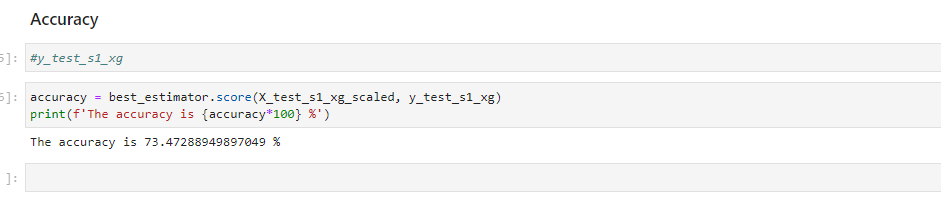 Accuracy
5]: #y_test_s1_xg
6]: accuracy = best_estimator.score(X_test_s1_xg_scaled, y_test_s1_xg)
print(f'The accuracy is {accuracy*100} %')
The accuracy is 73.47288949897049 %
]: